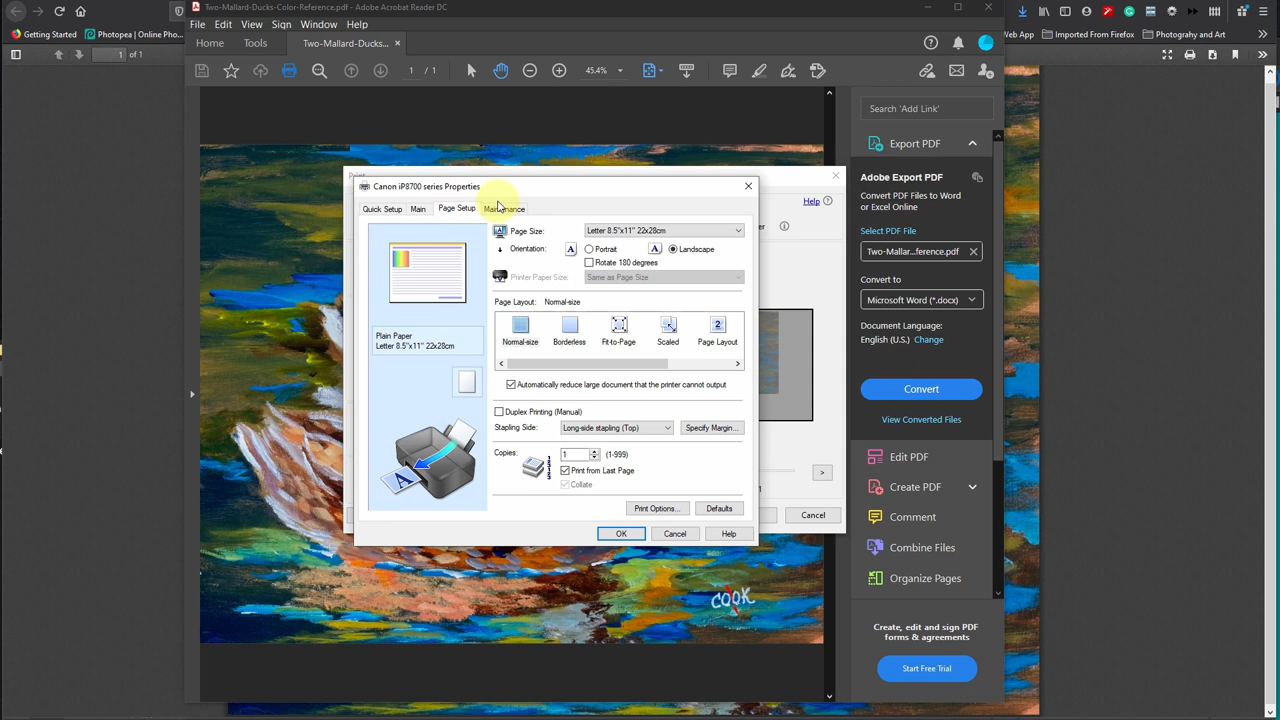 Two-Mallard-Ducks-Color-Reference.pdf - Adobe Acrobat Reader DC
File Edit View Sign Window Help
Getting Started
Photopea | Online Pho...
Web App
Imported From Firefox
Photograhy and Art
Home Tools Two-Mallard-Ducks... ×
1 of 1
1 / 1
45.4%
Search 'Add Link'
Export PDF
Adobe Export PDF
Convert PDF Files to Word
or Excel Online
Select PDF File
Two-Mallar...ference.pdf
Convert to
Microsoft Word (*.docx)
Document Language:
English (U.S.) Change
Convert
View Converted Files
Edit PDF
Create PDF
Comment
Combine Files
Organize Pages
Create, edit and sign PDF
forms & agreements
Start Free Trial
Print
Help
Cancel
Canon iP8700 series Properties
Quick Setup Main Page Setup Maintenance
Plain Paper
Letter 8.5"x11" 22x28cm
Page Size: Letter 8.5"x11" 22x28cm
Orientation: A Portrait A Landscape
Rotate 180 degrees
Printer Paper Size: Same as Page Size
Page Layout: Normal-size
Normal-size Borderless Fit-to-Page Scaled Page Layout
Automatically reduce large document that the printer cannot output
Duplex Printing (Manual)
Stapling Side: Long-side stapling (Top) Specify Margin...
Copies: 1 (1-999)
Print from Last Page
Collate
Print Options... Defaults
OK Cancel Help
COOK